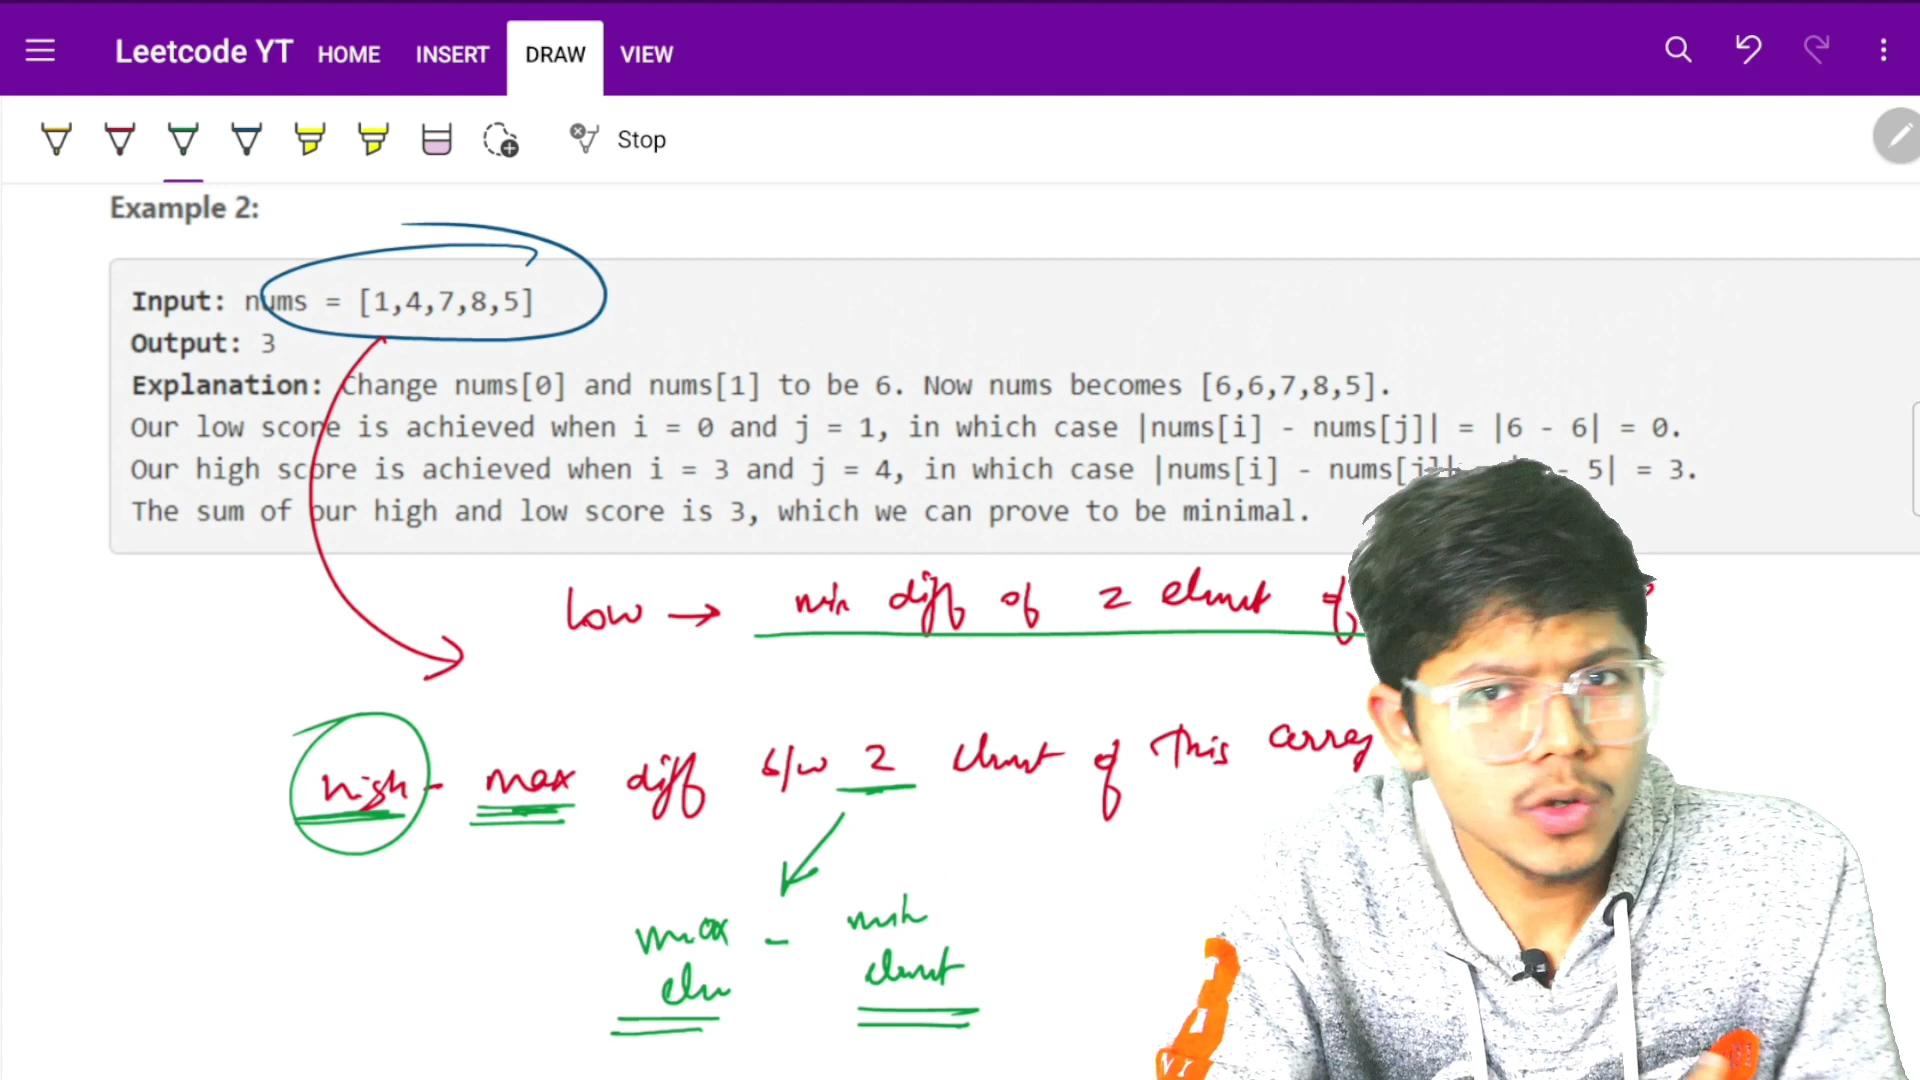 Leetcode YT HOME INSERT DRAW VIEW
Stop
Example 2:
Input: nums = [1,4,7,8,5]
Output: 3
Explanation: Change nums[0] and nums[1] to be 6. Now nums becomes [6,6,7,8,5].
Our low score is achieved when i = 0 and j = 1, in which case |nums[i] - nums[j]| = |6 - 6| = 0.
Our high score is achieved when i = 3 and j = 4, in which case |nums[i] - nums[j]| - 5| = 3.
The sum of our high and low score is 3, which we can prove to be minimal.
low → min diff of 2 elmnt of
high - max diff b/w 2 elmnt of this array
max - min
elm elmnt